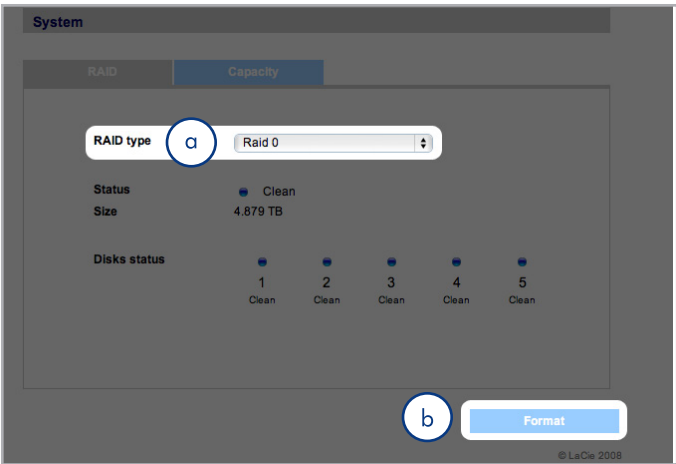 System
RAID Capacity
RAID type a Raid 0
Status Clean
Size 4.879 TB
Disks status
1 2 3 4 5
Clean Clean Clean Clean Clean
b Format
© LaCie 2008